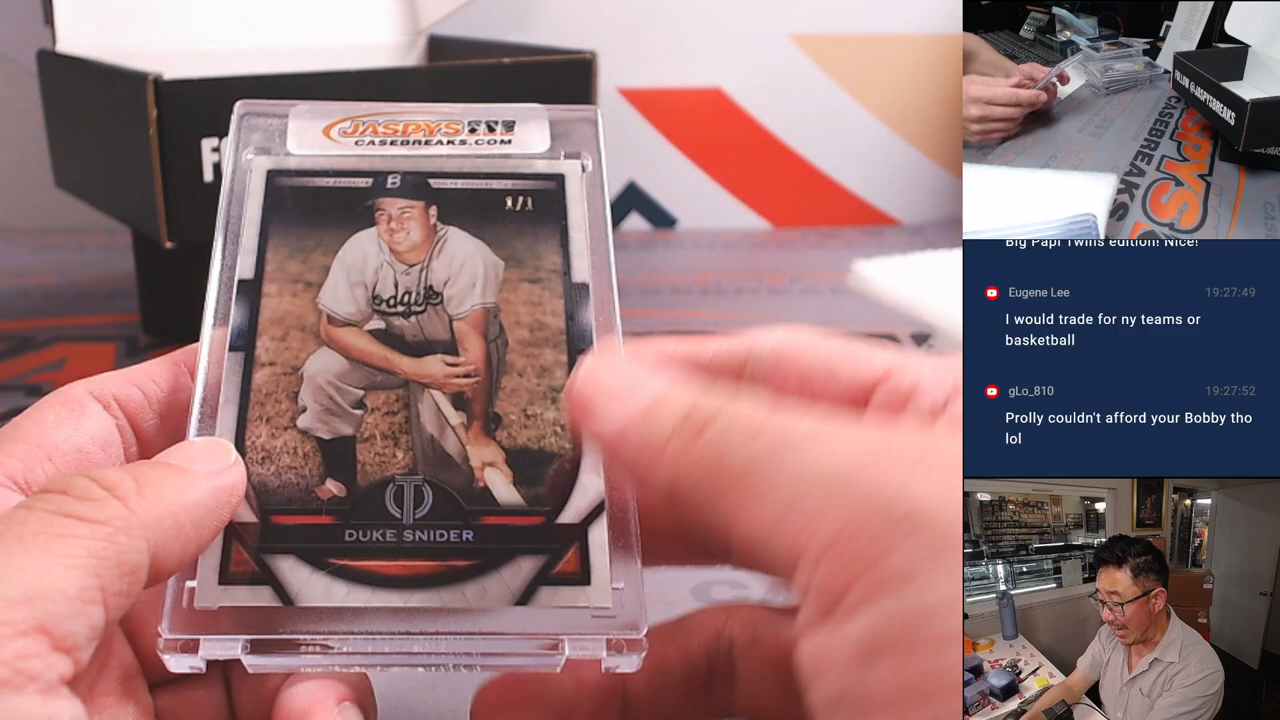 JASPYS
CASEBREAKS.COM
B
1/1
Dodgers
DUKE SNIDER
FOLLOW @JASPYSBREAKS
JASPYS
CASEBREAKS
Big Papi Twins edition! Nice!
Eugene Lee
19:27:49
I would trade for ny teams or
basketball
gLo_810
19:27:52
Prolly couldn't afford your Bobby tho
lol